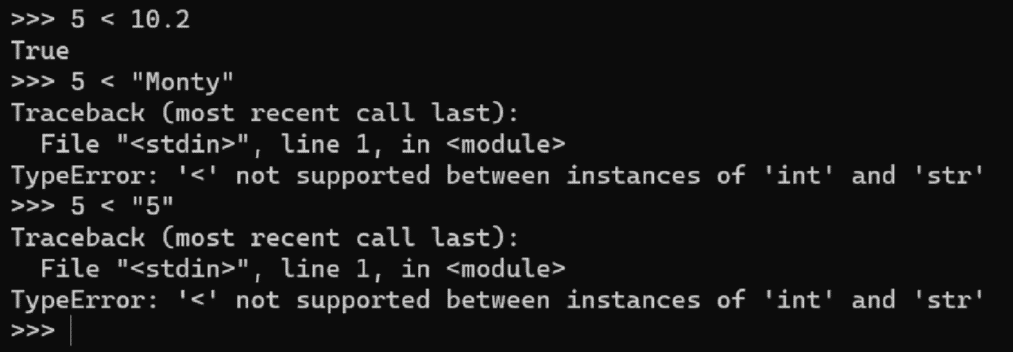 >>> 5 < 10.2
True
>>> 5 < "Monty"
Traceback (most recent call last):
  File "<stdin>", line 1, in <module>
TypeError: '<' not supported between instances of 'int' and 'str'
>>> 5 < "5"
Traceback (most recent call last):
  File "<stdin>", line 1, in <module>
TypeError: '<' not supported between instances of 'int' and 'str'
>>>